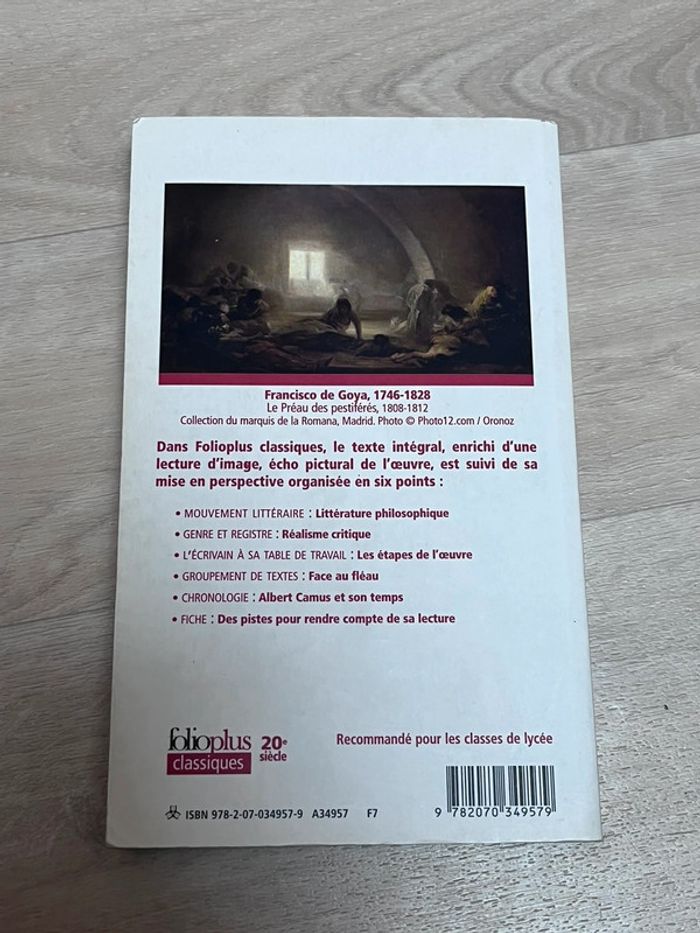 Francisco de Goya, 1746-1828
Le Préau des pestiférés, 1808-1812
Collection du marquis de la Romana, Madrid. Photo © Photo12.com / Oronoz
Dans Folioplus classiques, le texte intégral, enrichi d'une
lecture d'image, écho pictural de l'œuvre, est suivi de sa
mise en perspective organisée en six points :
• MOUVEMENT LITTÉRAIRE : Littérature philosophique
• GENRE ET REGISTRE : Réalisme critique
• L'ÉCRIVAIN À SA TABLE DE TRAVAIL : Les étapes de l'œuvre
• GROUPEMENT DE TEXTES : Face au fléau
• CHRONOLOGIE : Albert Camus et son temps
• FICHE : Des pistes pour rendre compte de sa lecture
folioplus
classiques
20e
siècle
Recommandé pour les classes de lycée
ISBN 978-2-07-034957-9 A34957 F7
9 782070 349579